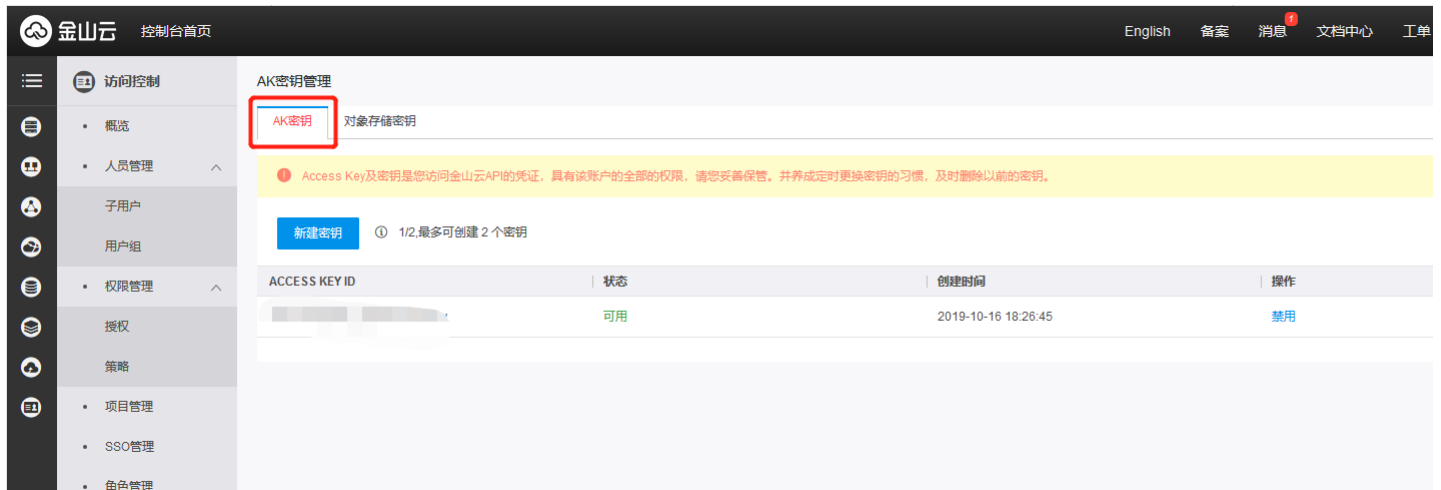 金山云 控制台首页 English 备案 消息 1 文档中心 工单
访问控制
概览
人员管理
子用户
用户组
权限管理
授权
策略
项目管理
SSO管理
角色管理
AK密钥管理
AK密钥 对象存储密钥
Access Key及密钥是您访问金山云API的凭证，具有该账户的全部的权限，请您妥善保管。并养成定时更换密钥的习惯，及时删除以前的密钥。
新建密钥 1/2,最多可创建 2 个密钥
ACCESS KEY ID 状态 创建时间 操作
可用 2019-10-16 18:26:45 禁用